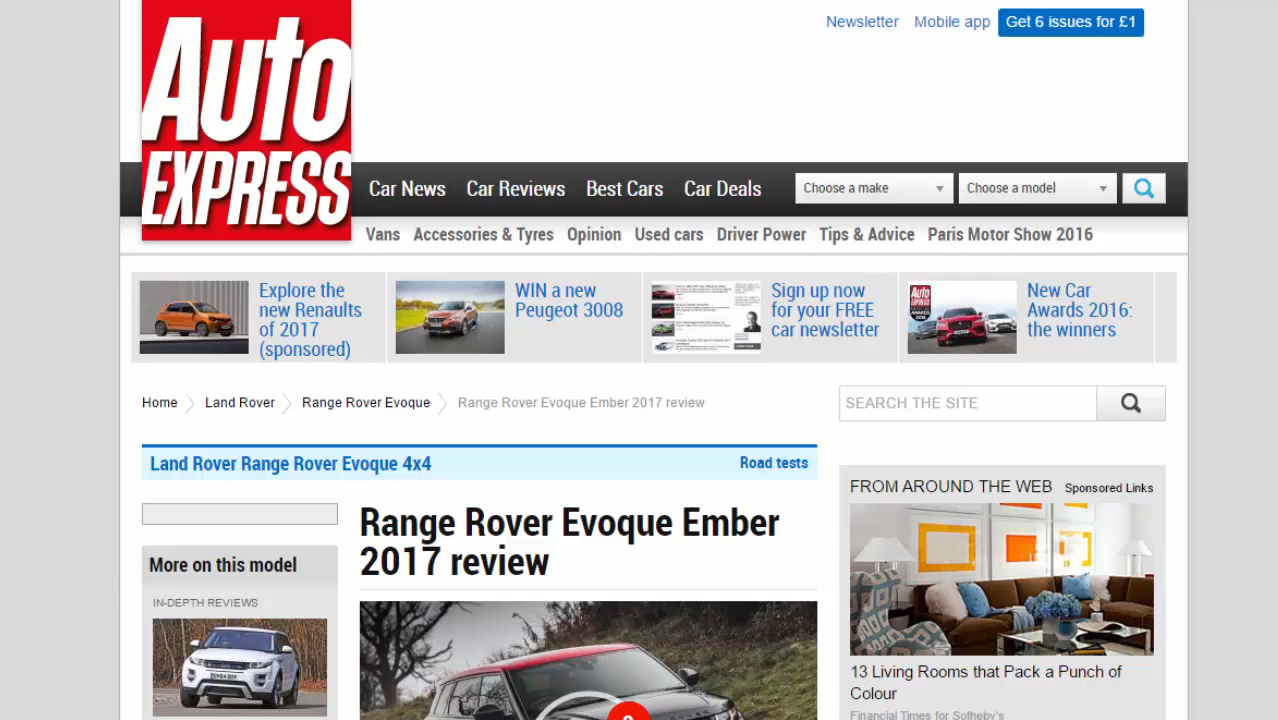 Newsletter
Mobile app
Get 6 issues for £1
Auto
EXPRESS
Car News
Car Reviews
Best Cars
Car Deals
Choose a make
Choose a model
Vans
Accessories & Tyres
Opinion
Used cars
Driver Power
Tips & Advice
Paris Motor Show 2016
Explore the
new Renaults
of 2017
(sponsored)
WIN a new
Peugeot 3008
Sign up now
for your FREE
car newsletter
New Car
Awards 2016:
the winners
Home
Land Rover
Range Rover Evoque
Range Rover Evoque Ember 2017 review
SEARCH THE SITE
Land Rover Range Rover Evoque 4x4
Road tests
FROM AROUND THE WEB
Sponsored Links
Range Rover Evoque Ember
2017 review
More on this model
IN-DEPTH REVIEWS
13 Living Rooms that Pack a Punch of
Colour
Financial Times for Sotheby's